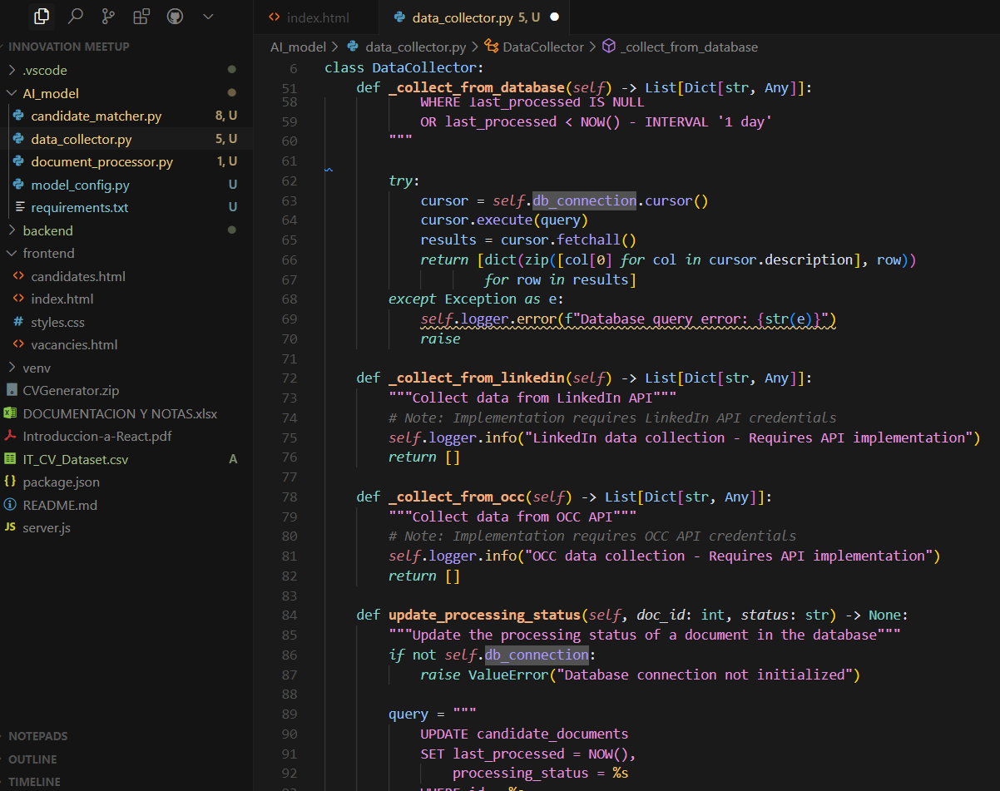 INNOVATION MEETUP
.vscode
AI_model
candidate_matcher.py 8, U
data_collector.py 5, U
document_processor.py 1, U
model_config.py U
requirements.txt U
backend
frontend
candidates.html
index.html
styles.css
vacancies.html
venv
CVGenerator.zip
DOCUMENTACION Y NOTAS.xlsx
Introduccion-a-React.pdf
IT_CV_Dataset.csv A
package.json
README.md
JS server.js
NOTEPADS
OUTLINE
TIMELINE
index.html
data_collector.py 5, U
AI_model > data_collector.py > DataCollector > _collect_from_database
6 class DataCollector:
51 def _collect_from_database(self) -> List[Dict[str, Any]]:
58 WHERE last_processed IS NULL
59 OR last_processed < NOW() - INTERVAL '1 day'
60 """
61
62 try:
63 cursor = self.db_connection.cursor()
64 cursor.execute(query)
65 results = cursor.fetchall()
66 return [dict(zip([col[0] for col in cursor.description], row))
67 for row in results]
68 except Exception as e:
69 self.logger.error(f"Database query error: {str(e)}")
70 raise
71
72 def _collect_from_linkedin(self) -> List[Dict[str, Any]]:
73 """Collect data from LinkedIn API"""
74 # Note: Implementation requires LinkedIn API credentials
75 self.logger.info("LinkedIn data collection - Requires API implementation")
76 return []
77
78 def _collect_from_occ(self) -> List[Dict[str, Any]]:
79 """Collect data from OCC API"""
80 # Note: Implementation requires OCC API credentials
81 self.logger.info("OCC data collection - Requires API implementation")
82 return []
83
84 def update_processing_status(self, doc_id: int, status: str) -> None:
85 """Update the processing status of a document in the database"""
86 if not self.db_connection:
87 raise ValueError("Database connection not initialized")
88
89 query = """
90 UPDATE candidate_documents
91 SET last_processed = NOW(),
92 processing_status = %s